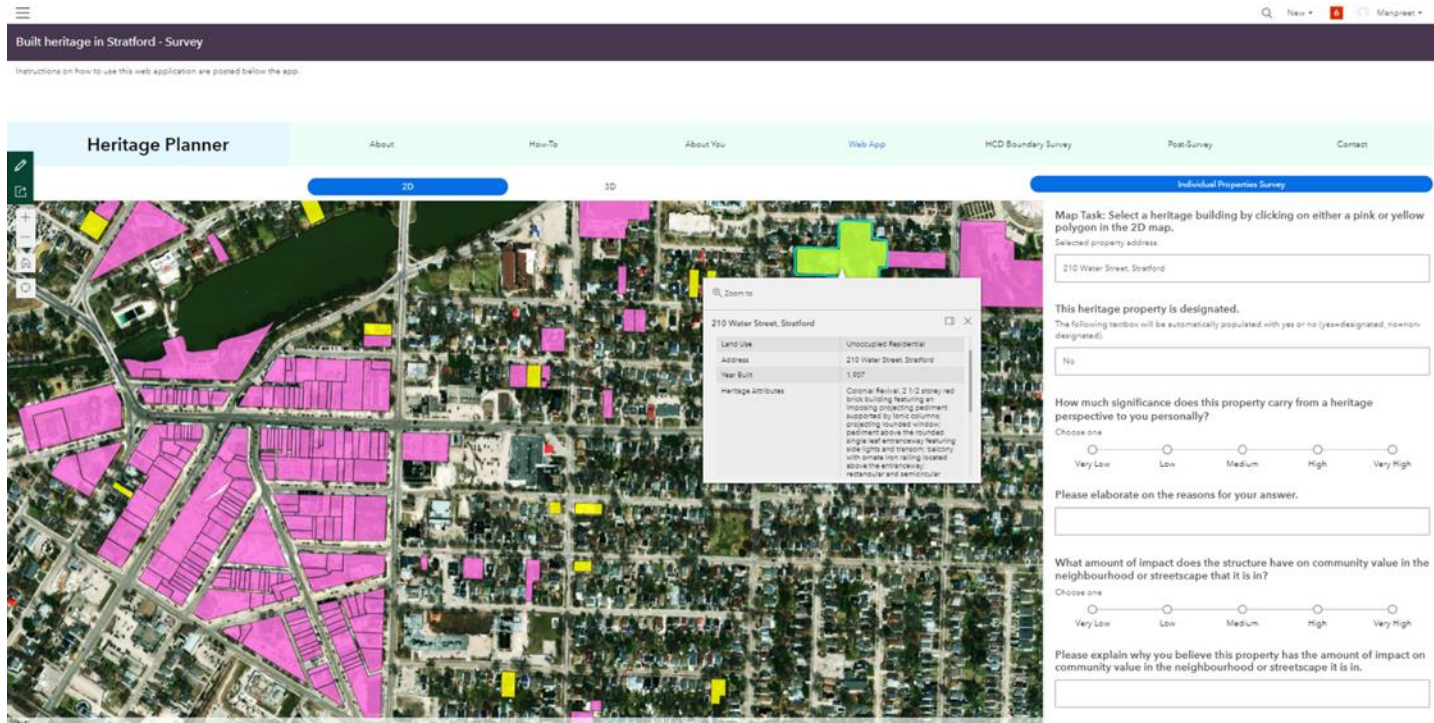 New
6
Manpreet
Built heritage in Stratford - Survey
Instructions on how to use this web application are posted below the app.
Heritage Planner
About
How-To
About You
Web App
HCD Boundary Survey
Post-Survey
Contact
2D
3D
Individual Properties Survey
Zoom to
210 Water Street, Stratford
Land Use Unoccupied Residential
Address 210 Water Street, Stratford
Year Built 1,907
Heritage Attributes Colonial Revival, 2 1/2 storey red
brick building featuring an
imposing projecting pediment
supported by Ionic columns;
projecting rounded window;
pediment above the rounded
single leaf entranceway featuring
side lights and transom; balcony
with ornate iron railing located
above the entranceway;
rectangular and semicircular
Map Task: Select a heritage building by clicking on either a pink or yellow
polygon in the 2D map.
Selected property address
210 Water Street, Stratford
This heritage property is designated.
The following textbox will be automatically populated with yes or no (yes=designated, no=non-
designated).
No
How much significance does this property carry from a heritage
perspective to you personally?
Choose one
Very Low Low Medium High Very High
Please elaborate on the reasons for your answer.
What amount of impact does the structure have on community value in the
neighbourhood or streetscape that it is in?
Choose one
Very Low Low Medium High Very High
Please explain why you believe this property has the amount of impact on
community value in the neighbourhood or streetscape it is in.